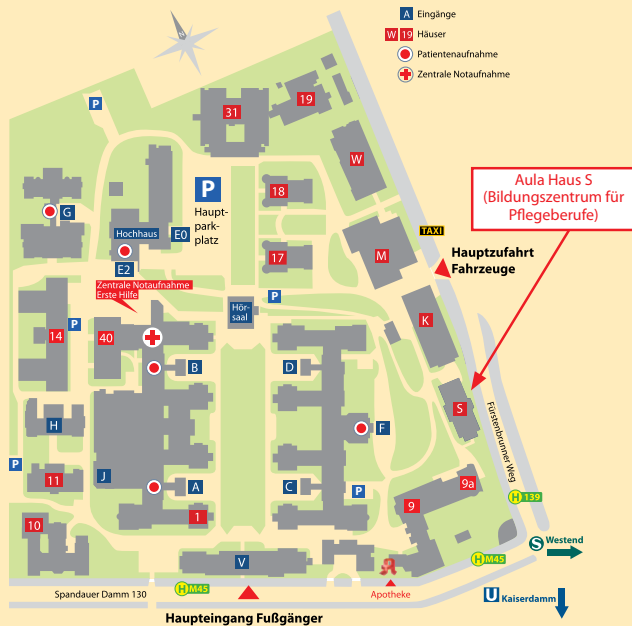 A Eingänge
W 19 Häuser
Patientenaufnahme
Zentrale Notaufnahme
N
31
19
P
W
Aula Haus S
(Bildungszentrum für
Pflegeberufe)
P
18
G
Haupt-
park-
platz
Hochhaus
E0
TAXI
E2
17
M
Hauptzufahrt
Fahrzeuge
Zentrale Notaufnahme
Erste Hilfe
P
Hör-
saal
K
14
P
40
B
D
S
Fürstenbrunner Weg
H
F
P
11
J
A
C
P
9
9a
H 139
10
1
S Westend
V
H M45
H M45
Apotheke
Spandauer Damm 130
U Kaiserdamm
Haupteingang Fußgänger